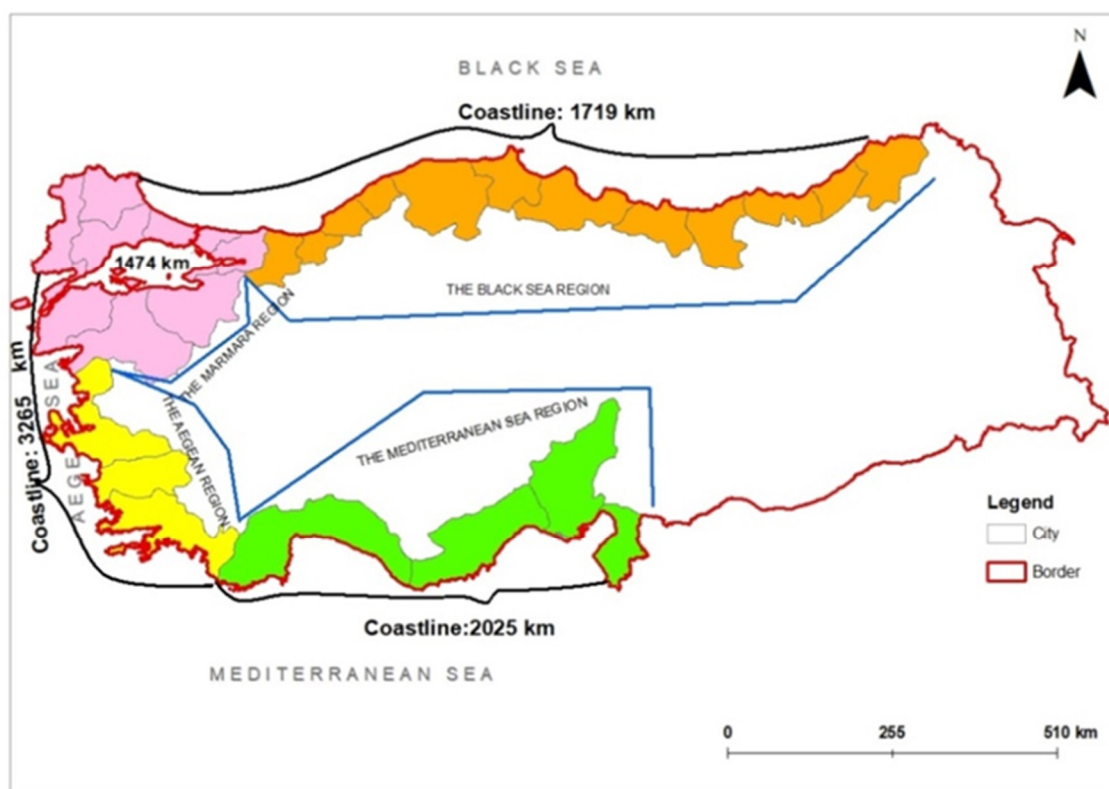 N
BLACK SEA
Coastline: 1719 km
1474 km
THE BLACK SEA REGION
THE MARMARA REGION
Coastline: 3265 km
AEGE SEA
THE AEGEAN REGION
THE MEDITERRANEAN SEA REGION
Legend
City
Border
Coastline:2025 km
MEDITERRANEAN SEA
0 255 510 km